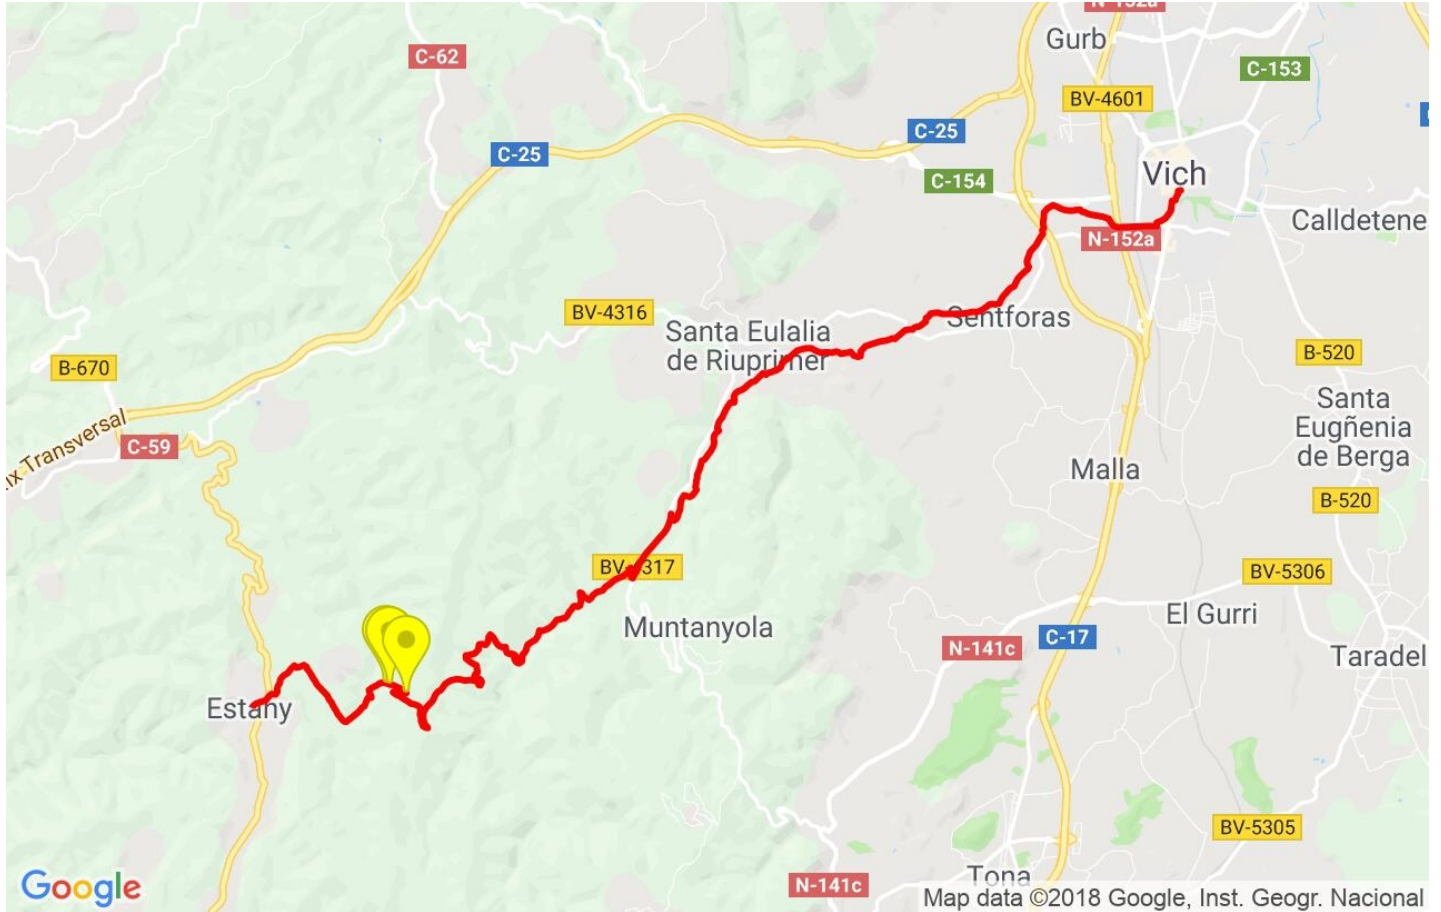 N-152a
Gurb
C-62
C-153
BV-4601
C-25
C-25
Vich
C-154
Calldetene
N-152a
BV-4316
Sentforas
Santa Eulalia
de Riuprimer
B-670
B-520
Santa
Eugñenia
de Berga
ix Transversal
C-59
Malla
B-520
BV-4317
BV-5306
El Gurri
Muntanyola
C-17
N-141c
Taradel
Estany
BV-5305
Tona
Google
N-141c
Map data ©2018 Google, Inst. Geogr. Nacional